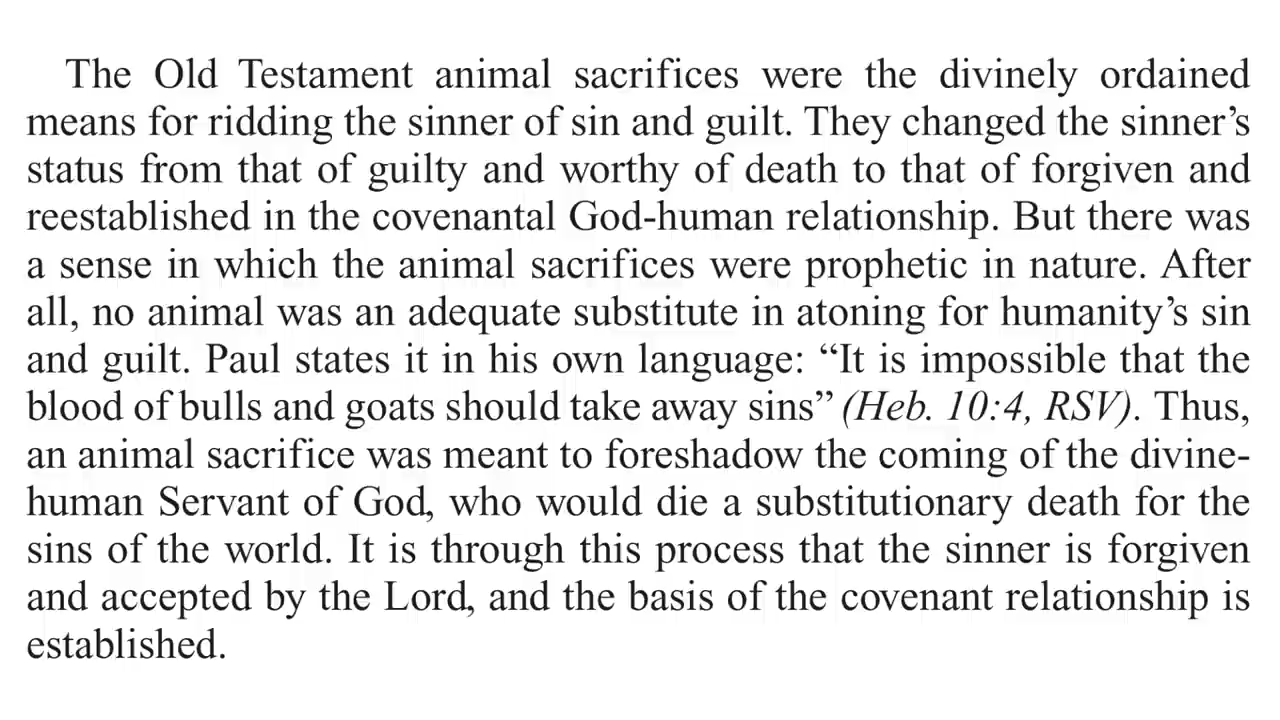 The Old Testament animal sacrifices were the divinely ordained
means for ridding the sinner of sin and guilt. They changed the sinner’s
status from that of guilty and worthy of death to that of forgiven and
reestablished in the covenantal God-human relationship. But there was
a sense in which the animal sacrifices were prophetic in nature. After
all, no animal was an adequate substitute in atoning for humanity’s sin
and guilt. Paul states it in his own language: “It is impossible that the
blood of bulls and goats should take away sins” (Heb. 10:4, RSV). Thus,
an animal sacrifice was meant to foreshadow the coming of the divine-
human Servant of God, who would die a substitutionary death for the
sins of the world. It is through this process that the sinner is forgiven
and accepted by the Lord, and the basis of the covenant relationship is
established.